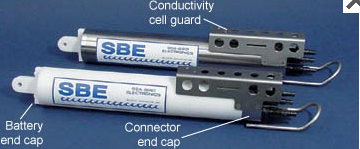 Conductivity
cell guard
SBE
SEA-BIRD
ELECTRONICS
SBE
SEA-BIRD
ELECTRONICS
Battery
end cap
Connector
end cap